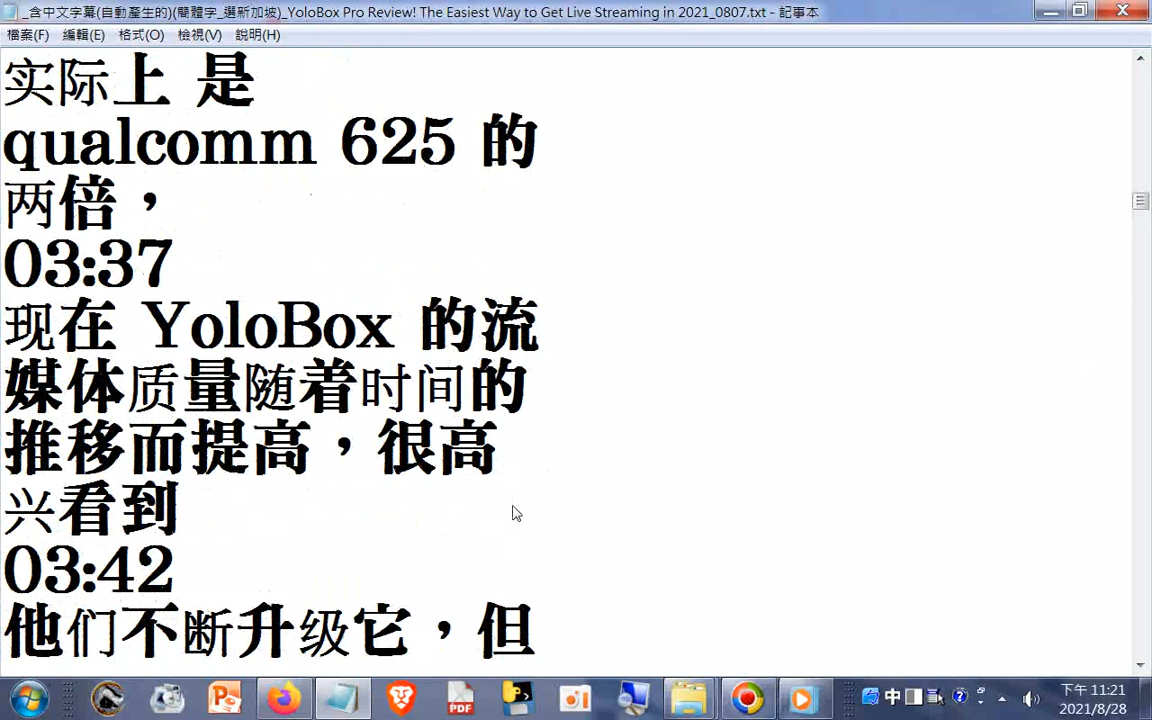 _含中文字幕(自動產生的)(簡體字_選新加坡)_YoloBox Pro Review! The Easiest Way to Get Live Streaming in 2021_0807.txt - 記事本
檔案(F) 編輯(E) 格式(O) 檢視(V) 說明(H)
实际上 是
qualcomm 625 的
两倍，
03:37
现在 YoloBox 的流
媒体质量随着时间的
推移而提高，很高
兴看到
03:42
他们不断升级它，但
PDF
中
下午 11:21
2021/8/28